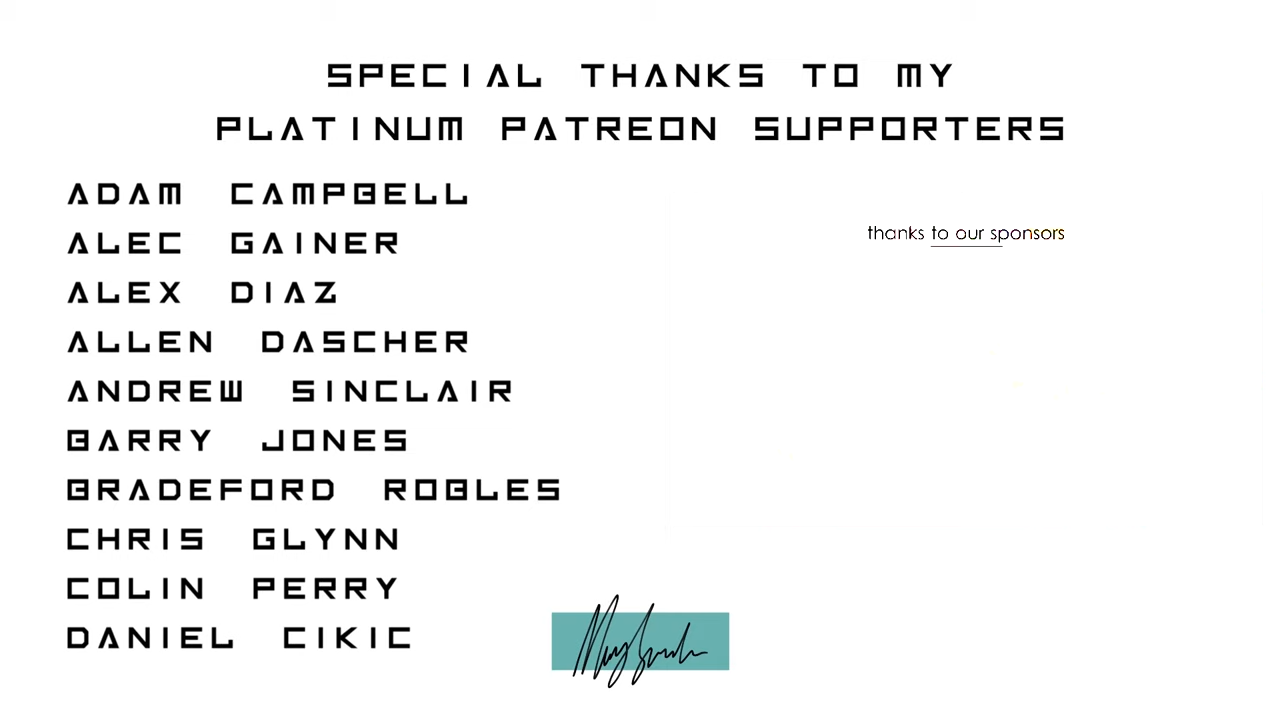 SPECIAL THANKS TO MY
PLATINUM PATREON SUPPORTERS
ADAM CAMPBELL
ALEC GAINER
ALEX DIAZ
ALLEN DASCHER
ANDREW SINCLAIR
BARRY JONES
BRADEFORD ROBLES
CHRIS GLYNN
COLIN PERRY
DANIEL CIKIC
thanks to our sponsors